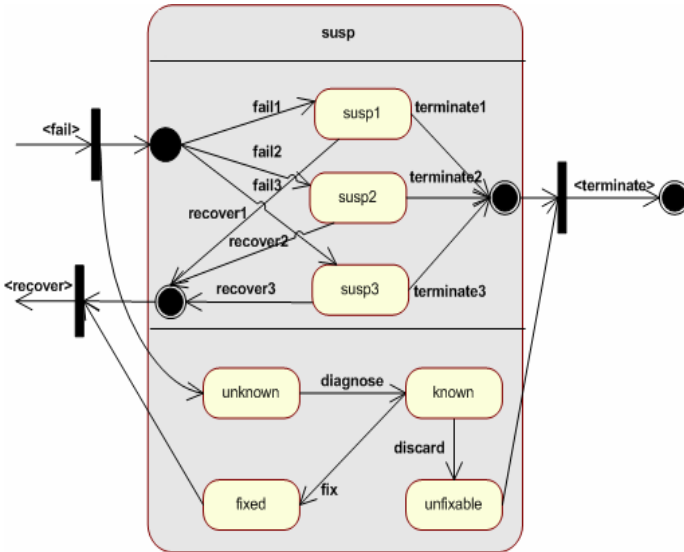 susp
fail1
susp1
terminate1
<fail>
fail2
fail3
terminate2
<terminate>
susp2
recover1
recover2
<recover>
recover3
susp3
terminate3
unknown
diagnose
known
discard
fixed
fix
unfixable